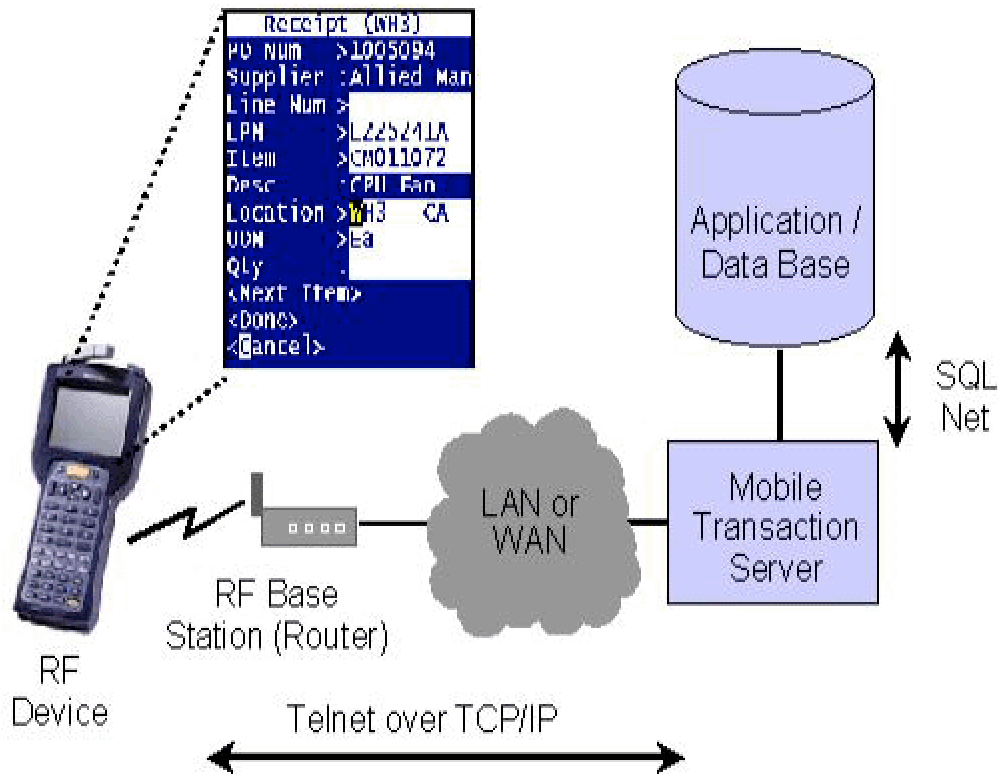 Receipt (WH3)
PO Num >1005094
Supplier :Allied Man
Line Num >
LPN >L225241A
Item >CM011072
Desc :CPU Fan
Location >WH3 CA
UOM >Ea
Qty :
<Next Item>
<Done>
<Cancel>
Application /
Data Base
SQL
Net
Mobile
Transaction
Server
LAN or
WAN
RF Base
Station (Router)
RF
Device
Telnet over TCP/IP